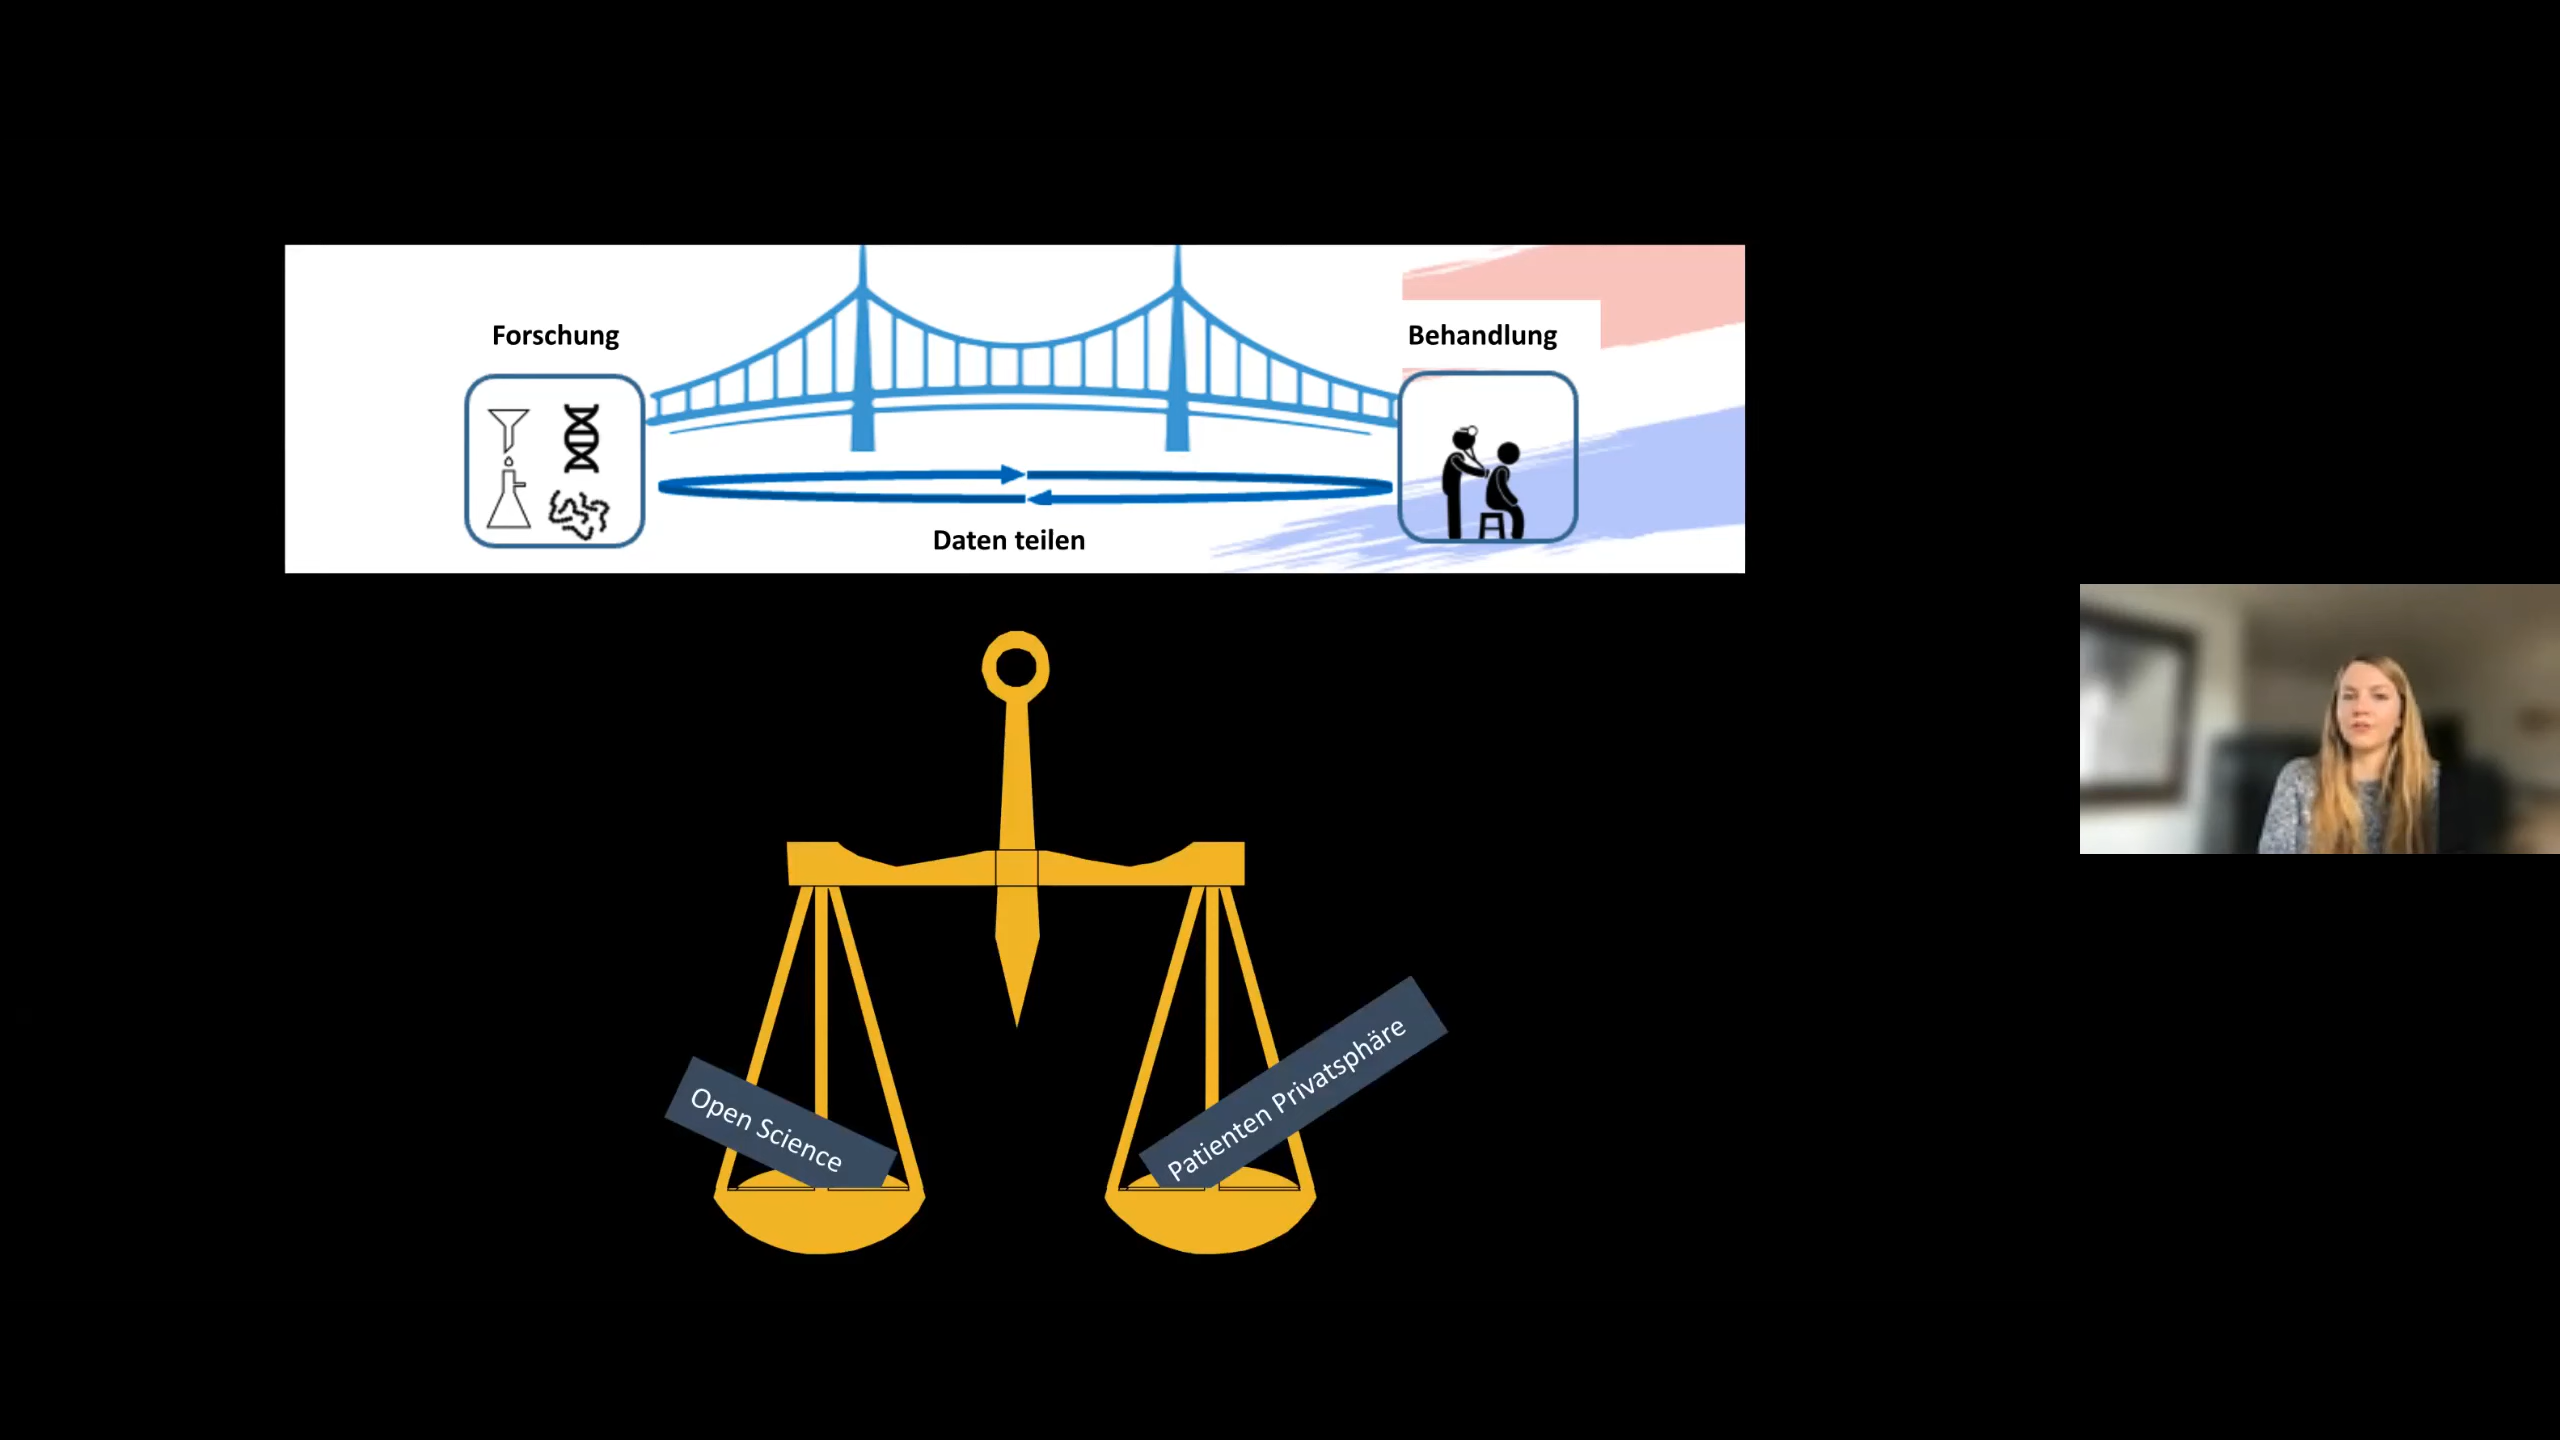 Forschung
Behandlung
Daten teilen
Open Science
Patienten Privatsphäre